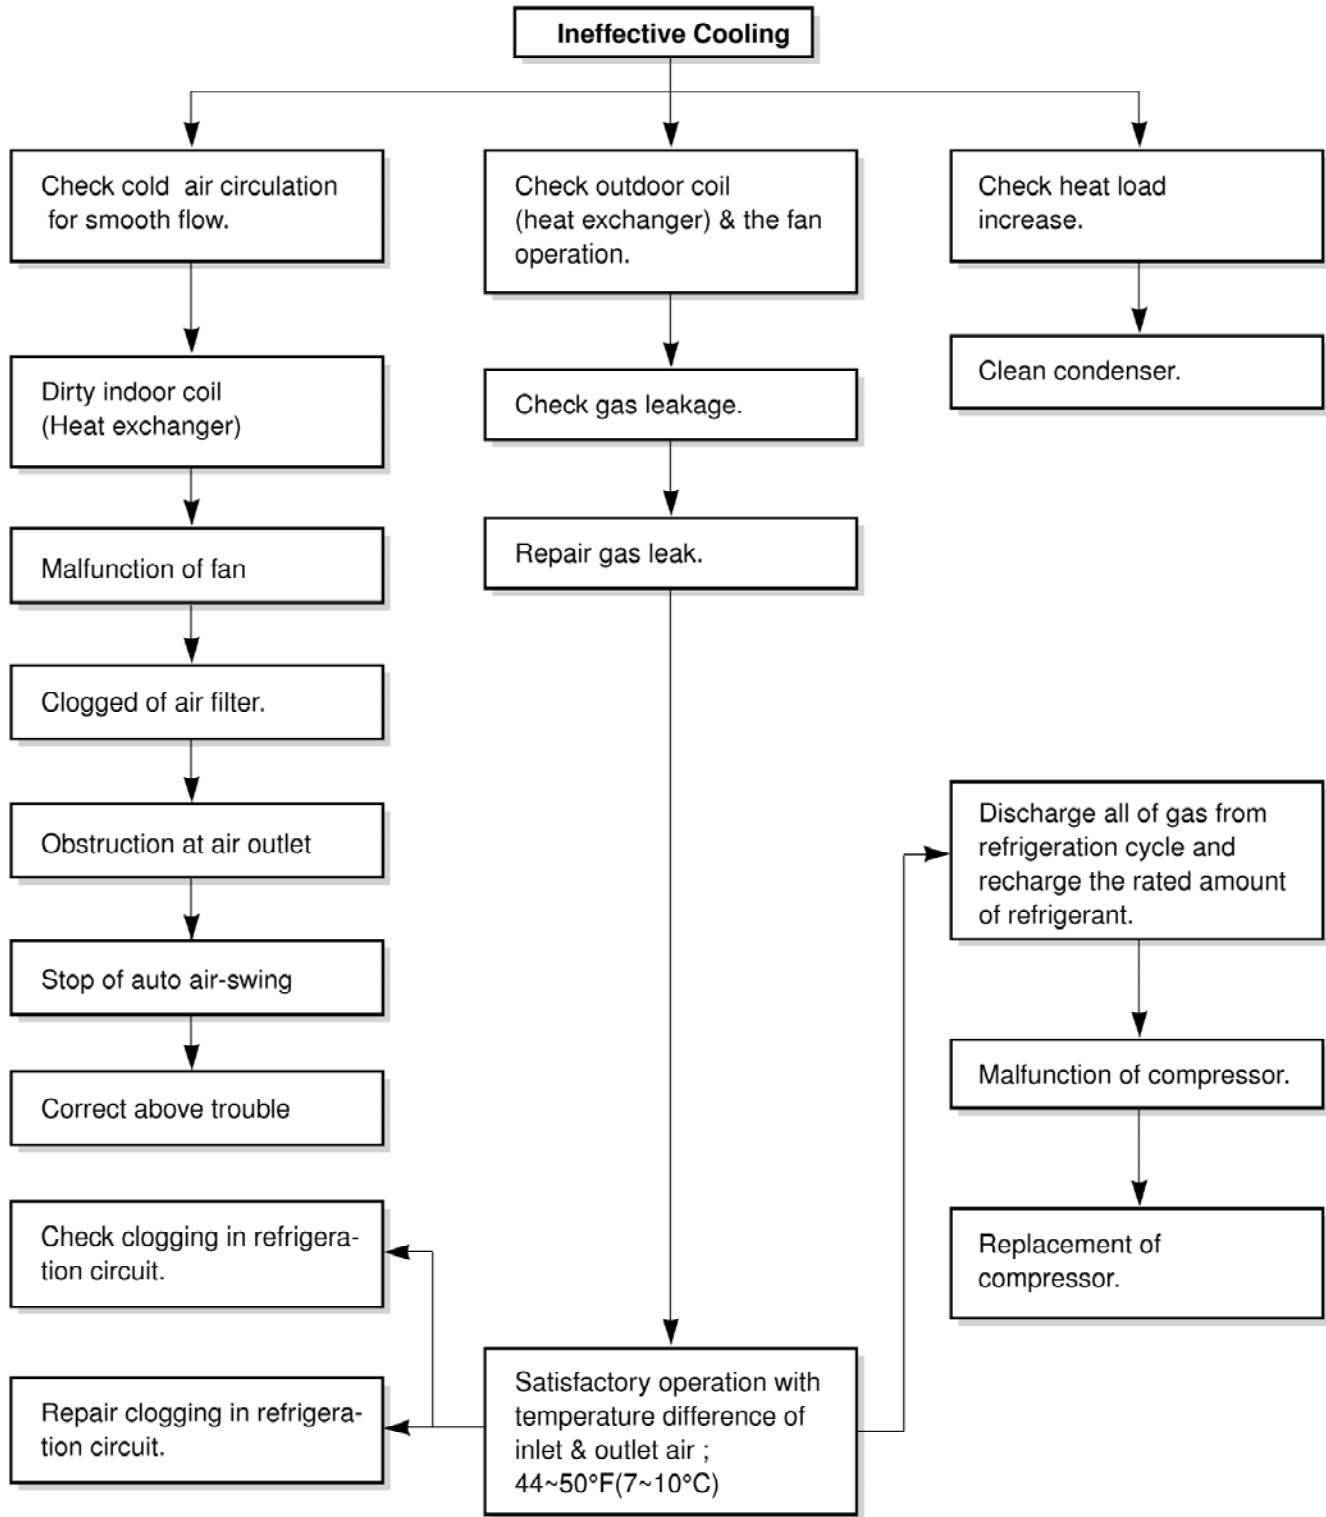 Ineffective Cooling
Check cold air circulation
for smooth flow.
Check outdoor coil
(heat exchanger) & the fan
operation.
Check heat load
increase.
Clean condenser.
Dirty indoor coil
(Heat exchanger)
Check gas leakage.
Malfunction of fan
Repair gas leak.
Clogged of air filter.
Obstruction at air outlet
Stop of auto air-swing
Correct above trouble
Discharge all of gas from
refrigeration cycle and
recharge the rated amount
of refrigerant.
Malfunction of compressor.
Replacement of
compressor.
Check clogging in refrigera-
tion circuit.
Repair clogging in refrigera-
tion circuit.
Satisfactory operation with
temperature difference of
inlet & outlet air ;
44~50°F(7~10°C)